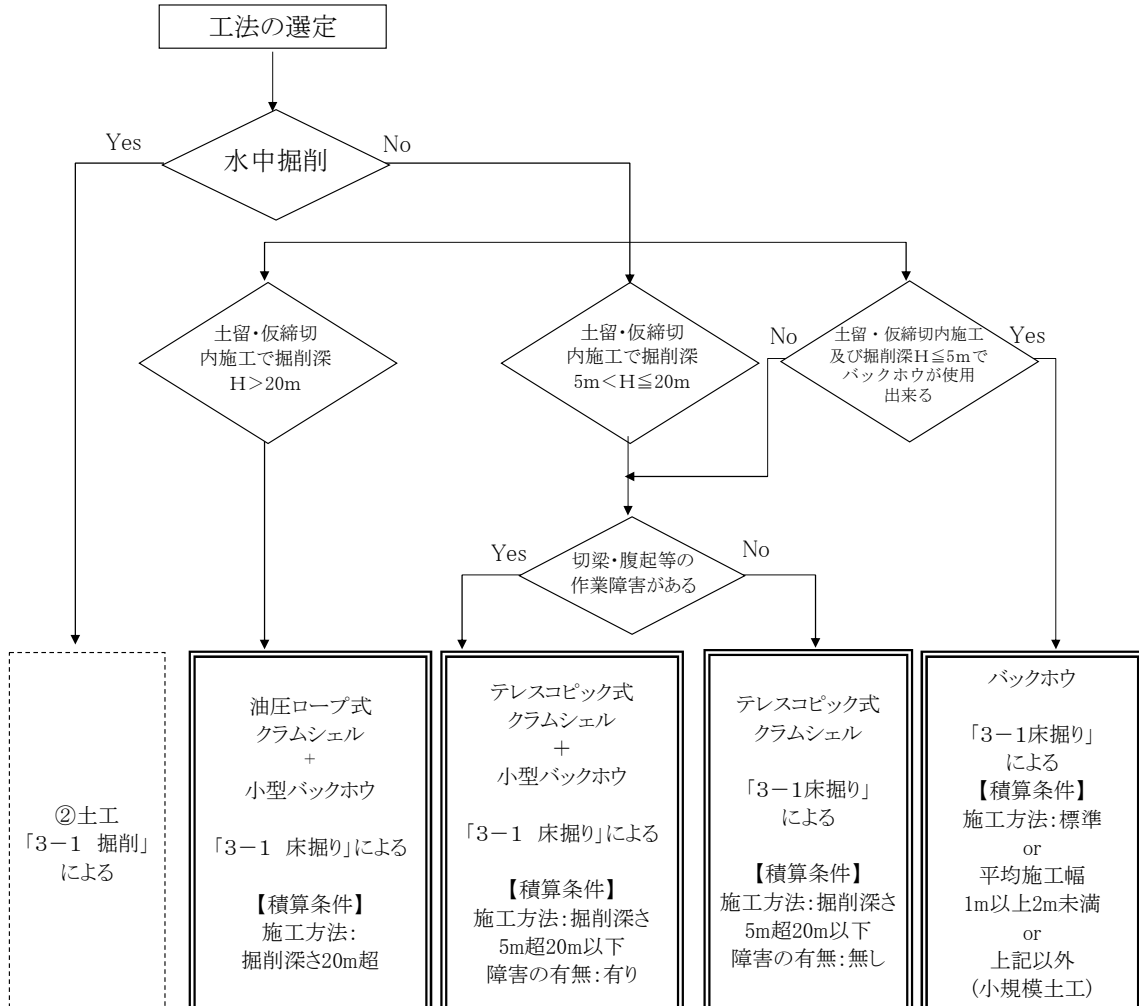 工法の選定
Yes
水中掘削
No
土留・仮締切
内施工で掘削深
H>20m
土留・仮締切
内施工で掘削深
5m<H≦20m
No
土留・仮締切内施工
及び掘削深H≦5mで
バックホウが使用
出来る
Yes
Yes
切梁・腹起等の
作業障害がある
No
②土工
「3-1 掘削」
による
油圧ロープ式
クラムシェル
+
小型バックホウ
「3-1 床掘り」による
【積算条件】
施工方法:
掘削深さ20m超
テレスコピック式
クラムシェル
+
小型バックホウ
「3-1 床掘り」による
【積算条件】
施工方法:掘削深さ
5m超20m以下
障害の有無:有り
テレスコピック式
クラムシェル
「3-1床掘り」
による
【積算条件】
施工方法:掘削深さ
5m超20m以下
障害の有無:無し
バックホウ
「3-1床掘り」
による
【積算条件】
施工方法:標準
or
平均施工幅
1m以上2m未満
or
上記以外
(小規模土工)